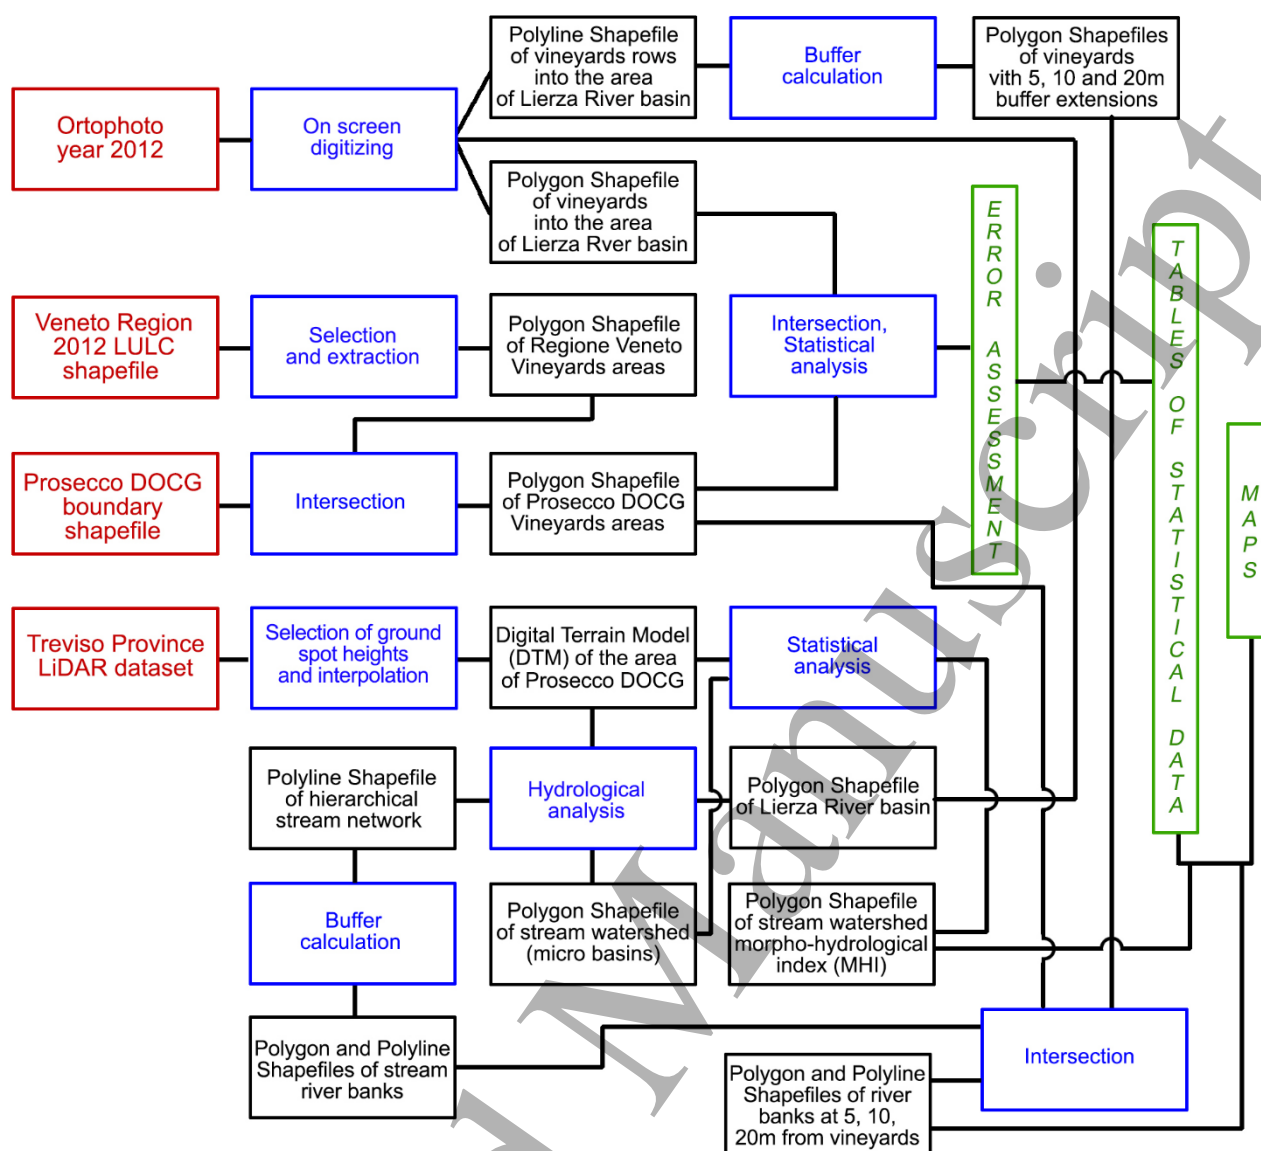 Ortophoto
year 2012
On screen
digitizing
Polyline Shapefile
of vineyards rows
into the area
of Lierza River basin
Buffer
calculation
Polygon Shapefiles
of vineyards
vith 5, 10 and 20m
buffer extensions
Polygon Shapefile
of vineyards
into the area
of Lierza Rver basin
Veneto Region
2012 LULC
shapefile
Selection
and extraction
Polygon Shapefile
of Regione Veneto
Vineyards areas
Intersection,
Statistical
analysis
ERROR ASSESSMENT
TABLES OF STATISTICAL DATA
MAPS
Prosecco DOCG
boundary
shapefile
Intersection
Polygon Shapefile
of Prosecco DOCG
Vineyards areas
Treviso Province
LiDAR dataset
Selection of ground
spot heights
and interpolation
Digital Terrain Model
(DTM) of the area
of Prosecco DOCG
Statistical
analysis
Polyline Shapefile
of hierarchical
stream network
Hydrological
analysis
Polygon Shapefile
of Lierza River basin
Buffer
calculation
Polygon Shapefile
of stream watershed
(micro basins)
Polygon Shapefile
of stream watershed
morpho-hydrological
index (MHI)
Polygon and Polyline
Shapefiles of stream
river banks
Intersection
Polygon and Polyline
Shapefiles of river
banks at 5, 10,
20m from vineyards
Manuscript